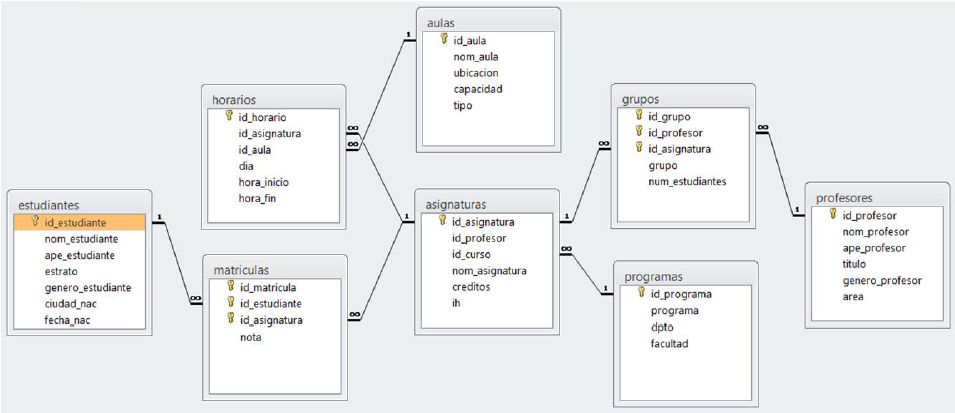 aulas
id_aula
nom_aula
ubicacion
capacidad
tipo
1
horarios
id_horario
id_asignatura
id_aula
dia
hora_inicio
hora_fin
∞
∞
grupos
id_grupo
id_profesor
id_asignatura
grupo
num_estudiantes
∞
∞
estudiantes
id_estudiante
nom_estudiante
ape_estudiante
estrato
genero_estudiante
ciudad_nac
fecha_nac
1
asignaturas
id_asignatura
id_profesor
id_curso
nom_asignatura
creditos
ih
1
1
∞
profesores
id_profesor
nom_profesor
ape_profesor
titulo
genero_profesor
area
1
matriculas
id_matricula
id_estudiante
id_asignatura
nota
∞
∞
programas
id_programa
programa
dpto
facultad
1